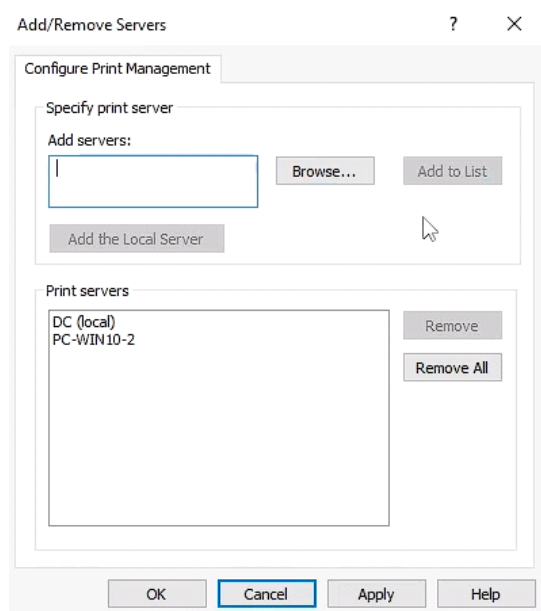 Add/Remove Servers ?
Configure Print Management
Specify print server
Add servers:
Browse...
Add to List
Add the Local Server
Print servers
DC (local)
PC-WIN10-2
Remove
Remove All
OK
Cancel
Apply
Help